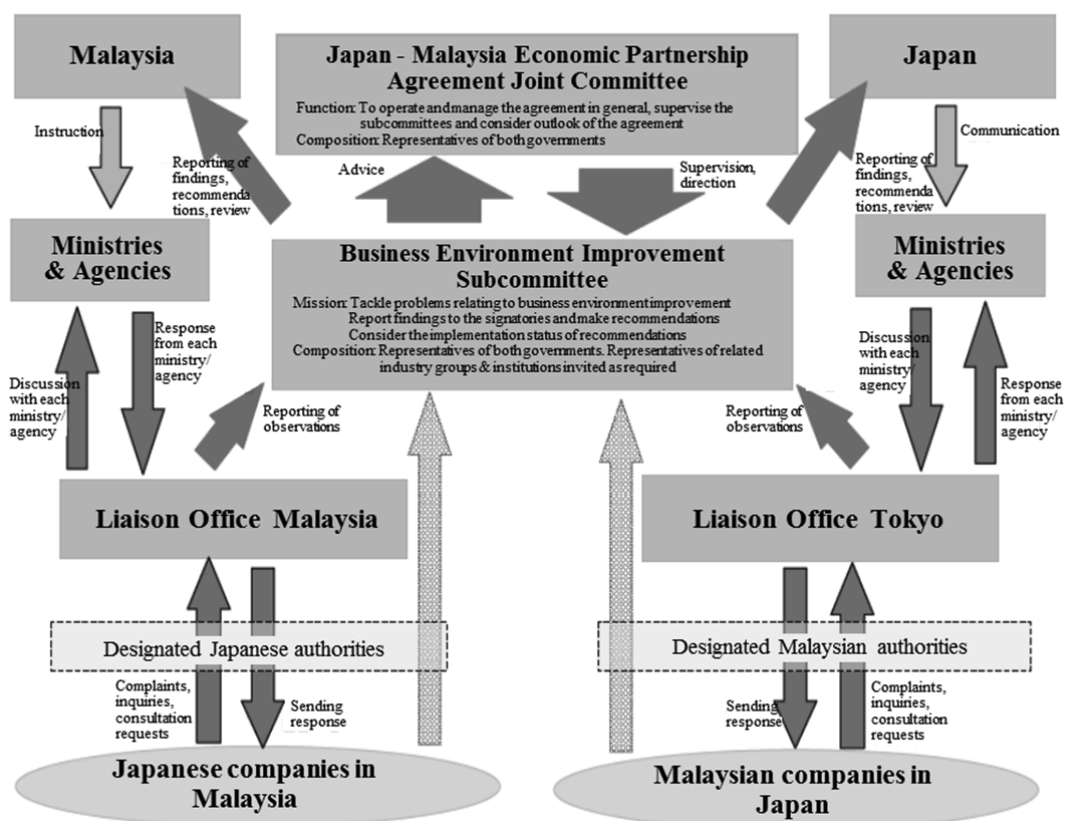 Malaysia
Japan - Malaysia Economic Partnership
Agreement Joint Committee
Function: To operate and manage the agreement in general, supervise the
subcommittees and consider outlook of the agreement
Composition: Representatives of both governments
Japan
Instruction
Communication
Reporting of
findings,
recommenda
tions, review
Advice
Supervision,
direction
Reporting of
findings,
recommenda
tions, review
Ministries
& Agencies
Business Environment Improvement
Subcommittee
Mission: Tackle problems relating to business environment improvement
Report findings to the signatories and make recommendations
Consider the implementation status of recommendations
Composition: Representatives of both governments. Representatives of related
industry groups & institutions invited as required
Ministries
& Agencies
Response
from each
ministry/
agency
Discussion
with each
ministry/
agency
Reporting of
observations
Reporting of
observations
Discussion
with each
ministry/
agency
Response
from each
ministry/
agency
Liaison Office Malaysia
Liaison Office Tokyo
Designated Japanese authorities
Designated Malaysian authorities
Complaints,
inquiries,
consultation
requests
Sending
response
Sending
response
Complaints,
inquiries,
consultation
requests
Japanese companies in
Malaysia
Malaysian companies in
Japan